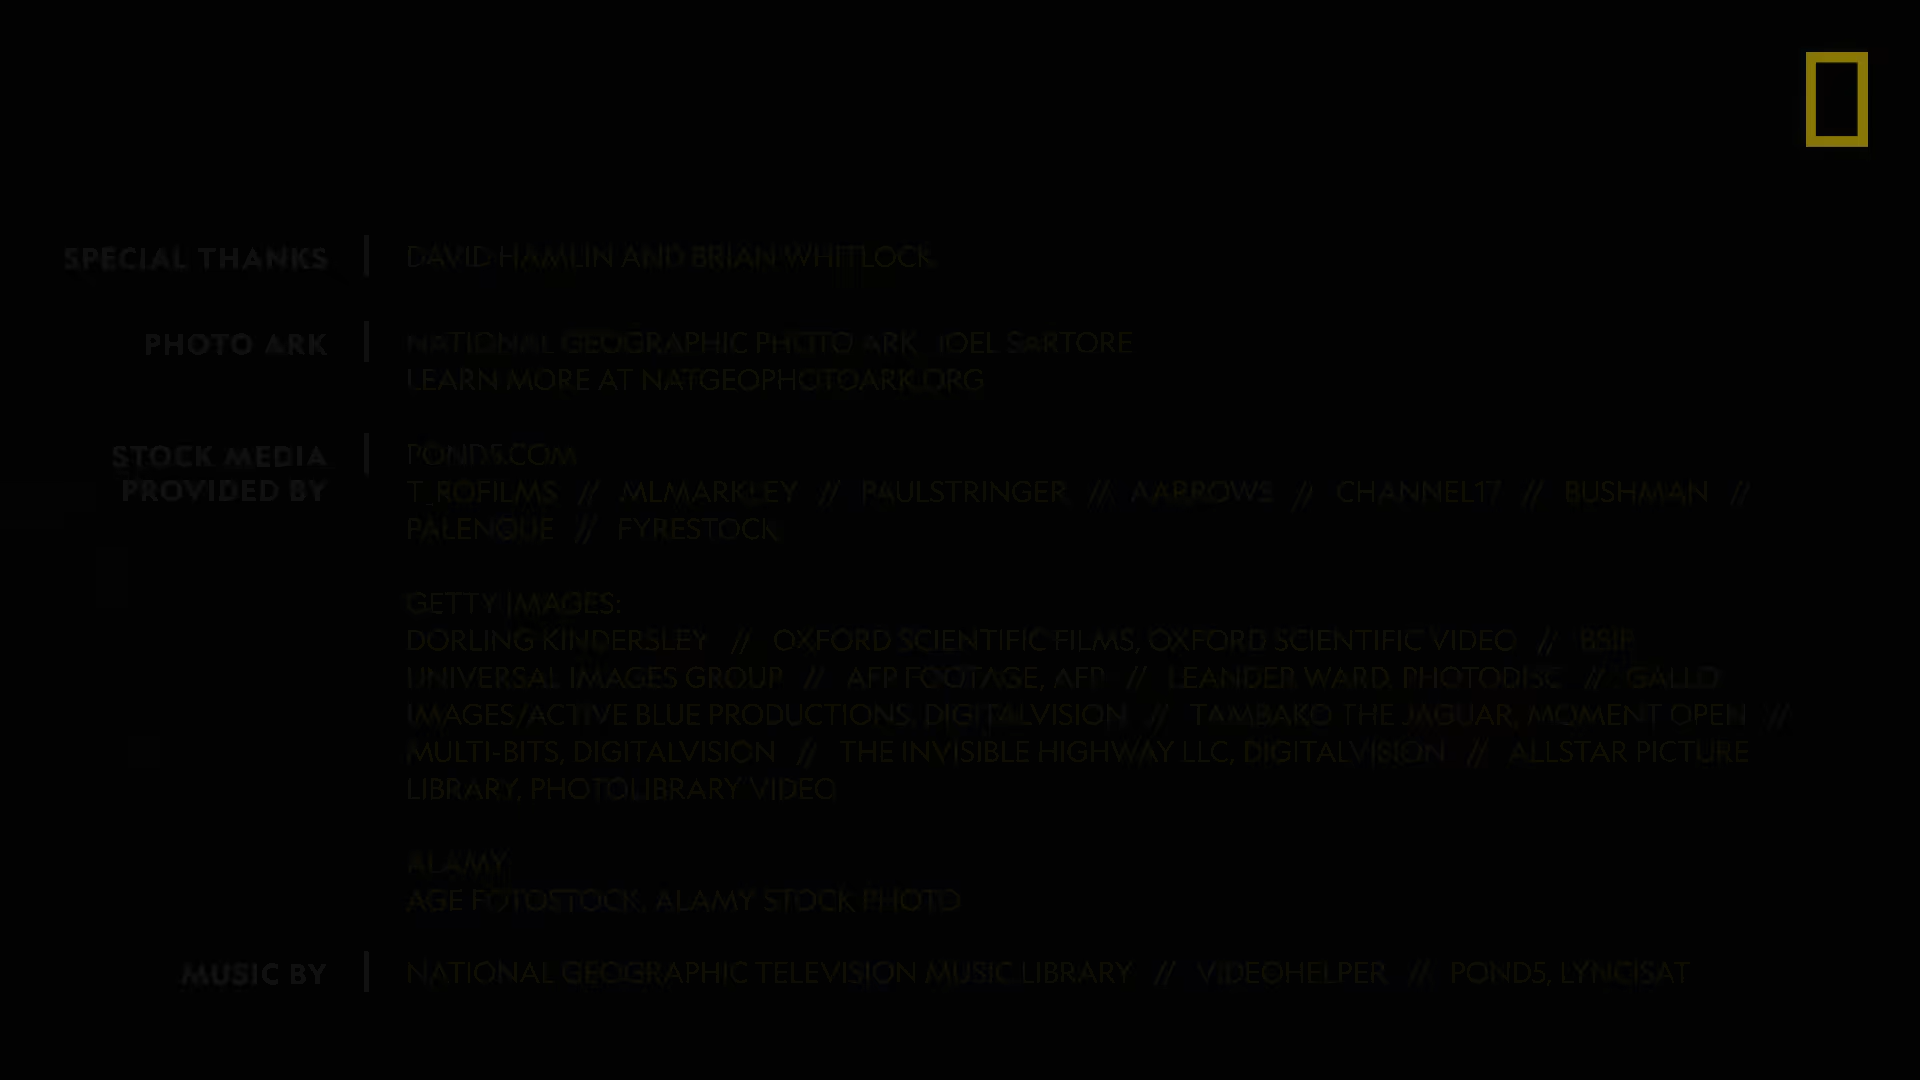 SPECIAL THANKS | DAVID HAMLIN AND BRIAN WHITLOCK
PHOTO ARK | NATIONAL GEOGRAPHIC PHOTO ARK JOEL SARTORE
LEARN MORE AT NATGEOPHOTOARK.ORG
STOCK MEDIA | POND5.COM
PROVIDED BY T_ROFILMS // MLMARKLEY // PAULSTRINGER // AARROWS // CHANNEL17 // BUSHMAN //
PALENQUE // FYRESTOCK
GETTY IMAGES:
DORLING KINDERSLEY // OXFORD SCIENTIFIC FILMS, OXFORD SCIENTIFIC VIDEO // BSIP
UNIVERSAL IMAGES GROUP // AFP FOOTAGE, AFP // LEANDER WARD, PHOTODISC // GALLO
IMAGES/ACTIVE BLUE PRODUCTIONS, DIGITALVISION // TAMBAKO THE JAGUAR, MOMENT OPEN //
MULTI-BITS, DIGITALVISION // THE INVISIBLE HIGHWAY LLC, DIGITALVISION // ALLSTAR PICTURE
LIBRARY, PHOTOLIBRARY VIDEO
ALAMY
AGE FOTOSTOCK, ALAMY STOCK PHOTO
MUSIC BY | NATIONAL GEOGRAPHIC TELEVISION MUSIC LIBRARY // VIDEOHELPER // POND5, LYNCISAT